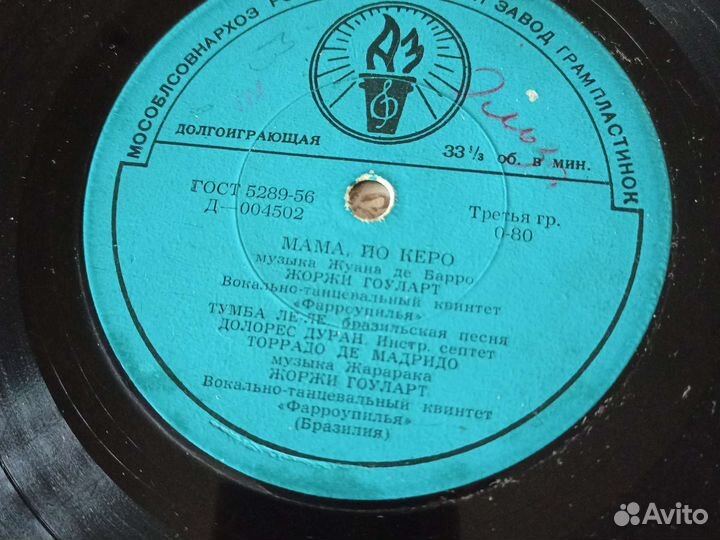 МОСОБЛСОВНАРХОЗ
ЗАВОД ГРАМПЛАСТИНОК
АЗ
ДОЛГОИГРАЮЩАЯ
33 1/3 об. в мин.
ГОСТ 5289-56
Д—004502
Третья гр.
0-80
МАМА, ЙО КЕРО
музыка Жуана де Барро
ЖОРЖИ ГОУЛАРТ
Вокально-танцевальный квинтет
«Фарроупилья»
ТУМБА ЛЕ ЛЕ, бразильская песня
ДОЛОРЕС ДУРАН. Инстр. септет
ТОРРАДО ДЕ МАДРИДО
музыка Жарарака
ЖОРЖИ ГОУЛАРТ
Вокально-танцевальный квинтет
«Фарроупилья»
(Бразилия)
Avito